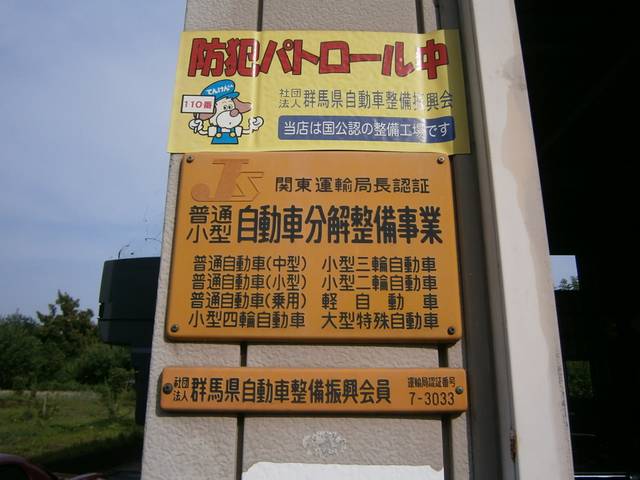 防犯パトロール中
てんけんくん
110番
社団法人 群馬県自動車整備振興会
当店は国公認の整備工場です
JS 関東運輸局長認証
普通 小型 自動車分解整備事業
普通自動車(中型) 小型三輪自動車
普通自動車(小型) 小型二輪自動車
普通自動車(乗用) 軽自動車
小型四輪自動車 大型特殊自動車
社団法人 群馬県自動車整備振興会員
運輸局認証番号
7-3033